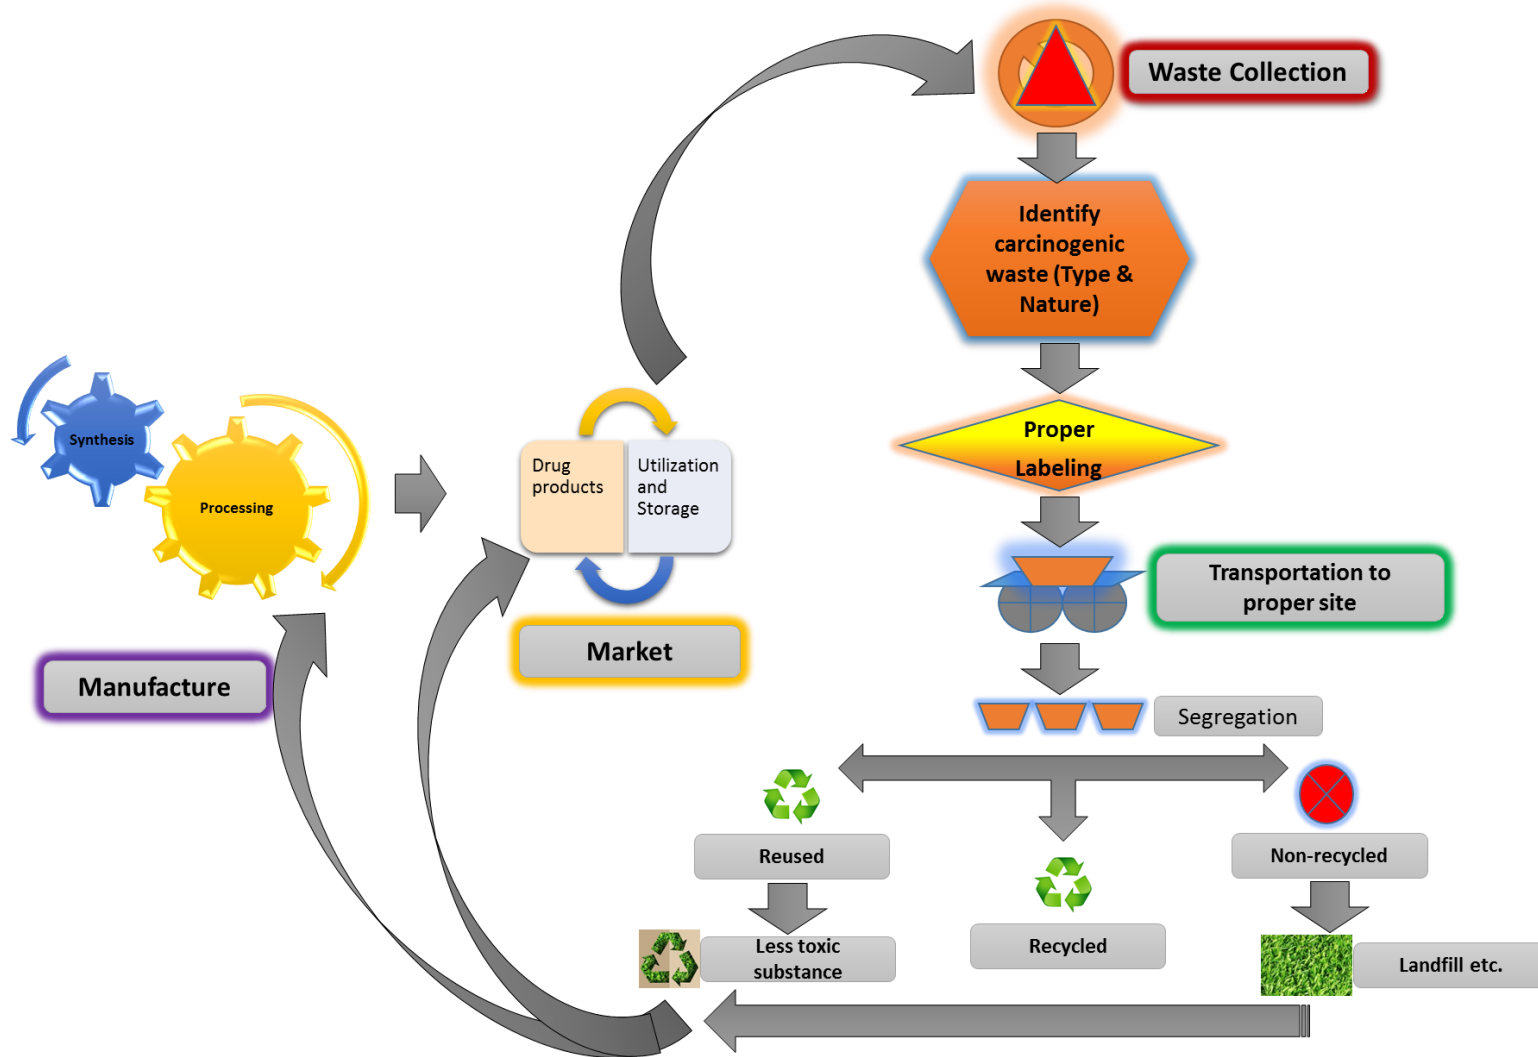 Waste Collection
Identify
carcinogenic
waste (Type &
Nature)
Proper
Labeling
Synthesis
Processing
Drug
products
Utilization
and
Storage
Market
Manufacture
Transportation to
proper site
Segregation
Reused
Non-recycled
Recycled
Less toxic
substance
Landfill etc.